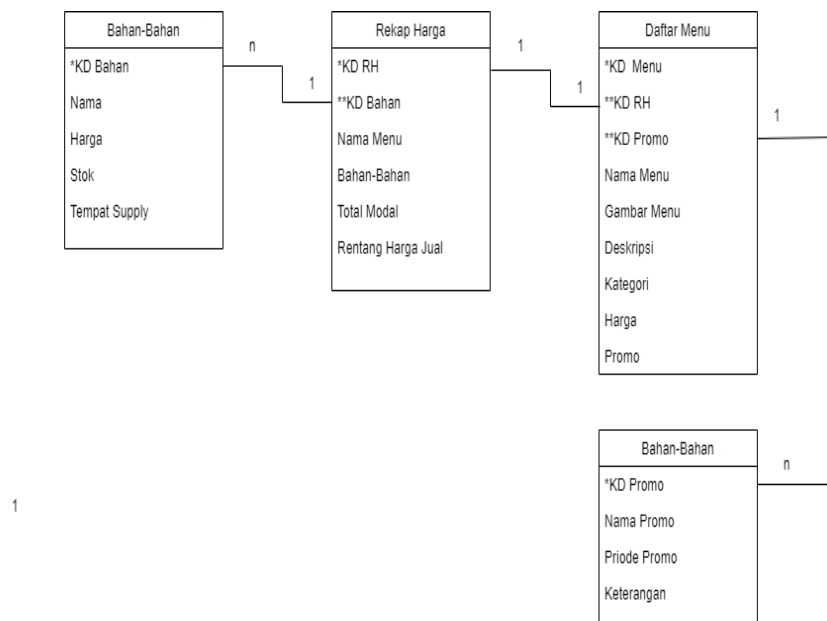 Bahan-Bahan
*KD Bahan
Nama
Harga
Stok
Tempat Supply
n
1
Rekap Harga
*KD RH
**KD Bahan
Nama Menu
Bahan-Bahan
Total Modal
Rentang Harga Jual
1
1
Daftar Menu
*KD Menu
**KD RH
**KD Promo
Nama Menu
Gambar Menu
Deskripsi
Kategori
Harga
Promo
1
Bahan-Bahan
*KD Promo
Nama Promo
Priode Promo
Keterangan
n
1